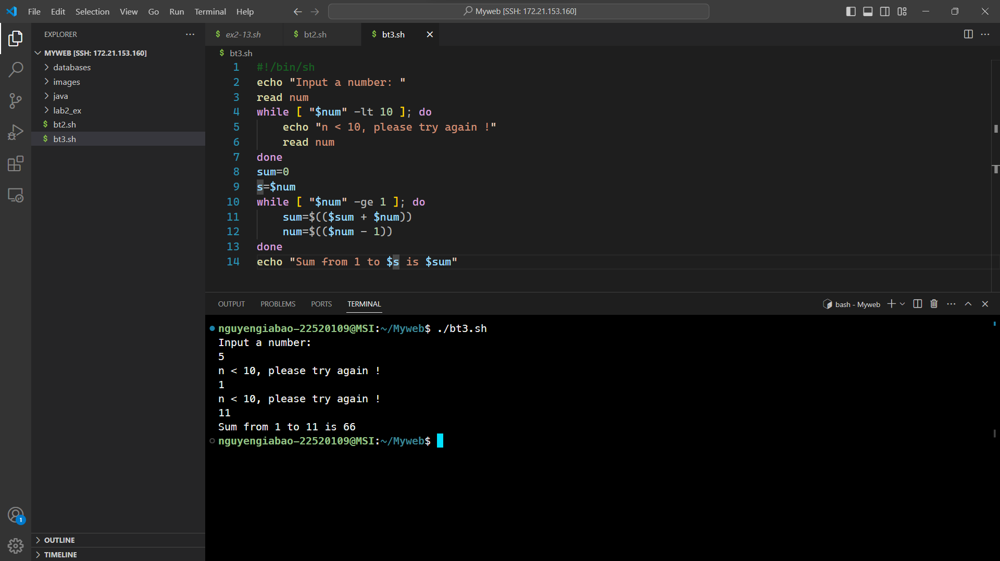 File Edit Selection View Go Run Terminal Help
Myweb [SSH: 172.21.153.160]
EXPLORER
MYWEB [SSH: 172.21.153.160]
databases
images
java
lab2_ex
$ bt2.sh
$ bt3.sh
OUTLINE
TIMELINE
1
$ ex2-13.sh $ bt2.sh $ bt3.sh
$ bt3.sh
1 #!/bin/sh
2 echo "Input a number: "
3 read num
4 while [ "$num" -lt 10 ]; do
5 echo "n < 10, please try again !"
6 read num
7 done
8 sum=0
9 s=$num
10 while [ "$num" -ge 1 ]; do
11 sum=$(($sum + $num))
12 num=$(($num - 1))
13 done
14 echo "Sum from 1 to $s is $sum"
OUTPUT PROBLEMS PORTS TERMINAL
bash - Myweb
nguyengiabao-22520109@MSI:~/Myweb$ ./bt3.sh
Input a number:
5
n < 10, please try again !
1
n < 10, please try again !
11
Sum from 1 to 11 is 66
nguyengiabao-22520109@MSI:~/Myweb$